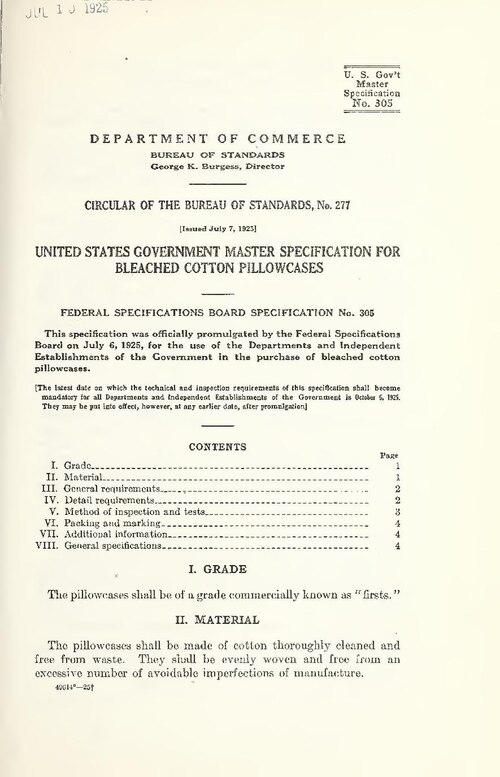 JUL 10 1925
U. S. Gov't
Master
Specification
No. 305
DEPARTMENT OF COMMERCE
BUREAU OF STANDARDS
George K. Burgess, Director
CIRCULAR OF THE BUREAU OF STANDARDS, No. 277
[Issued July 7, 1925]
UNITED STATES GOVERNMENT MASTER SPECIFICATION FOR
BLEACHED COTTON PILLOWCASES
FEDERAL SPECIFICATIONS BOARD SPECIFICATION No. 305
This specification was officially promulgated by the Federal Specifications
Board on July 6, 1925, for the use of the Departments and Independent
Establishments of the Government in the purchase of bleached cotton
pillowcases.
[The latest date on which the technical and inspection requirements of this specification shall become
mandatory for all Departments and Independent Establishments of the Government is October 6, 1925.
They may be put into effect, however, at any earlier date, after promulgation]
CONTENTS
Page
I. Grade 1
II. Material 1
III. General requirements 2
IV. Detail requirements 2
V. Method of inspection and tests 3
VI. Packing and marking 4
VII. Additional information 4
VIII. General specifications 4
I. GRADE
The pillowcases shall be of a grade commercially known as "firsts."
II. MATERIAL
The pillowcases shall be made of cotton thoroughly cleaned and
free from waste. They shall be evenly woven and free from an
excessive number of avoidable imperfections of manufacture.
49614°—25†